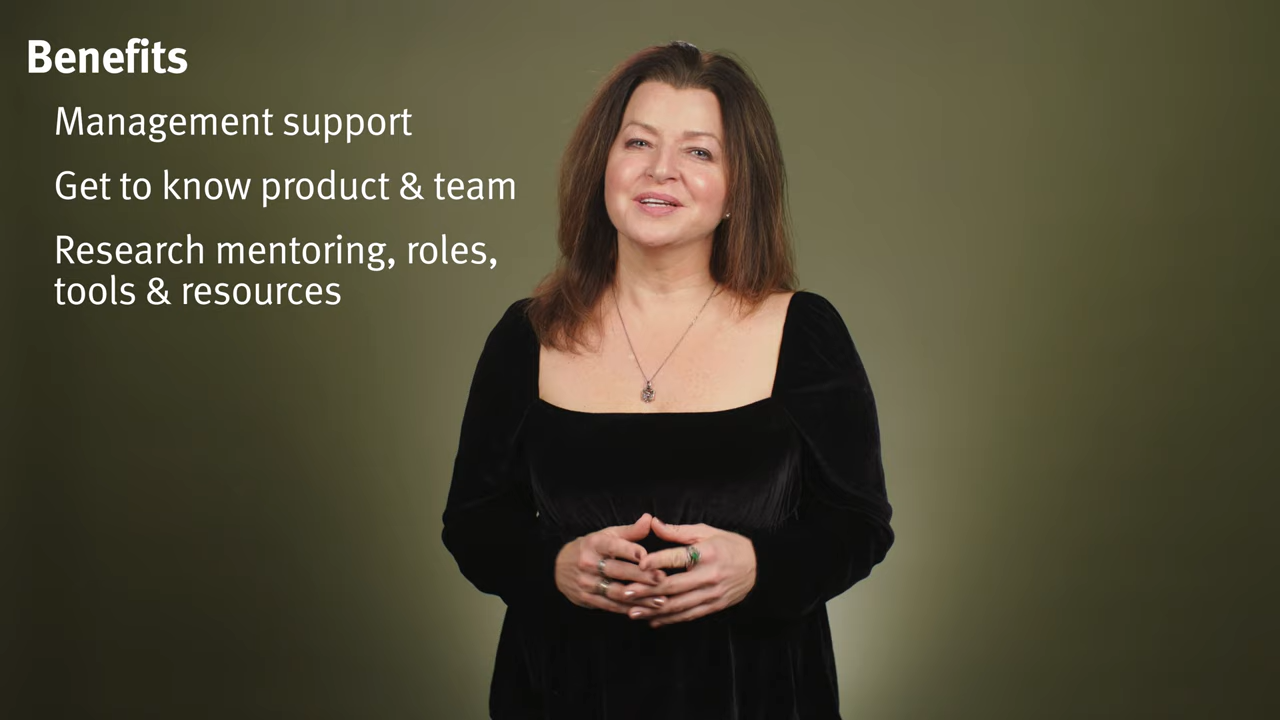 Benefits
Management support
Get to know product & team
Research mentoring, roles,
tools & resources